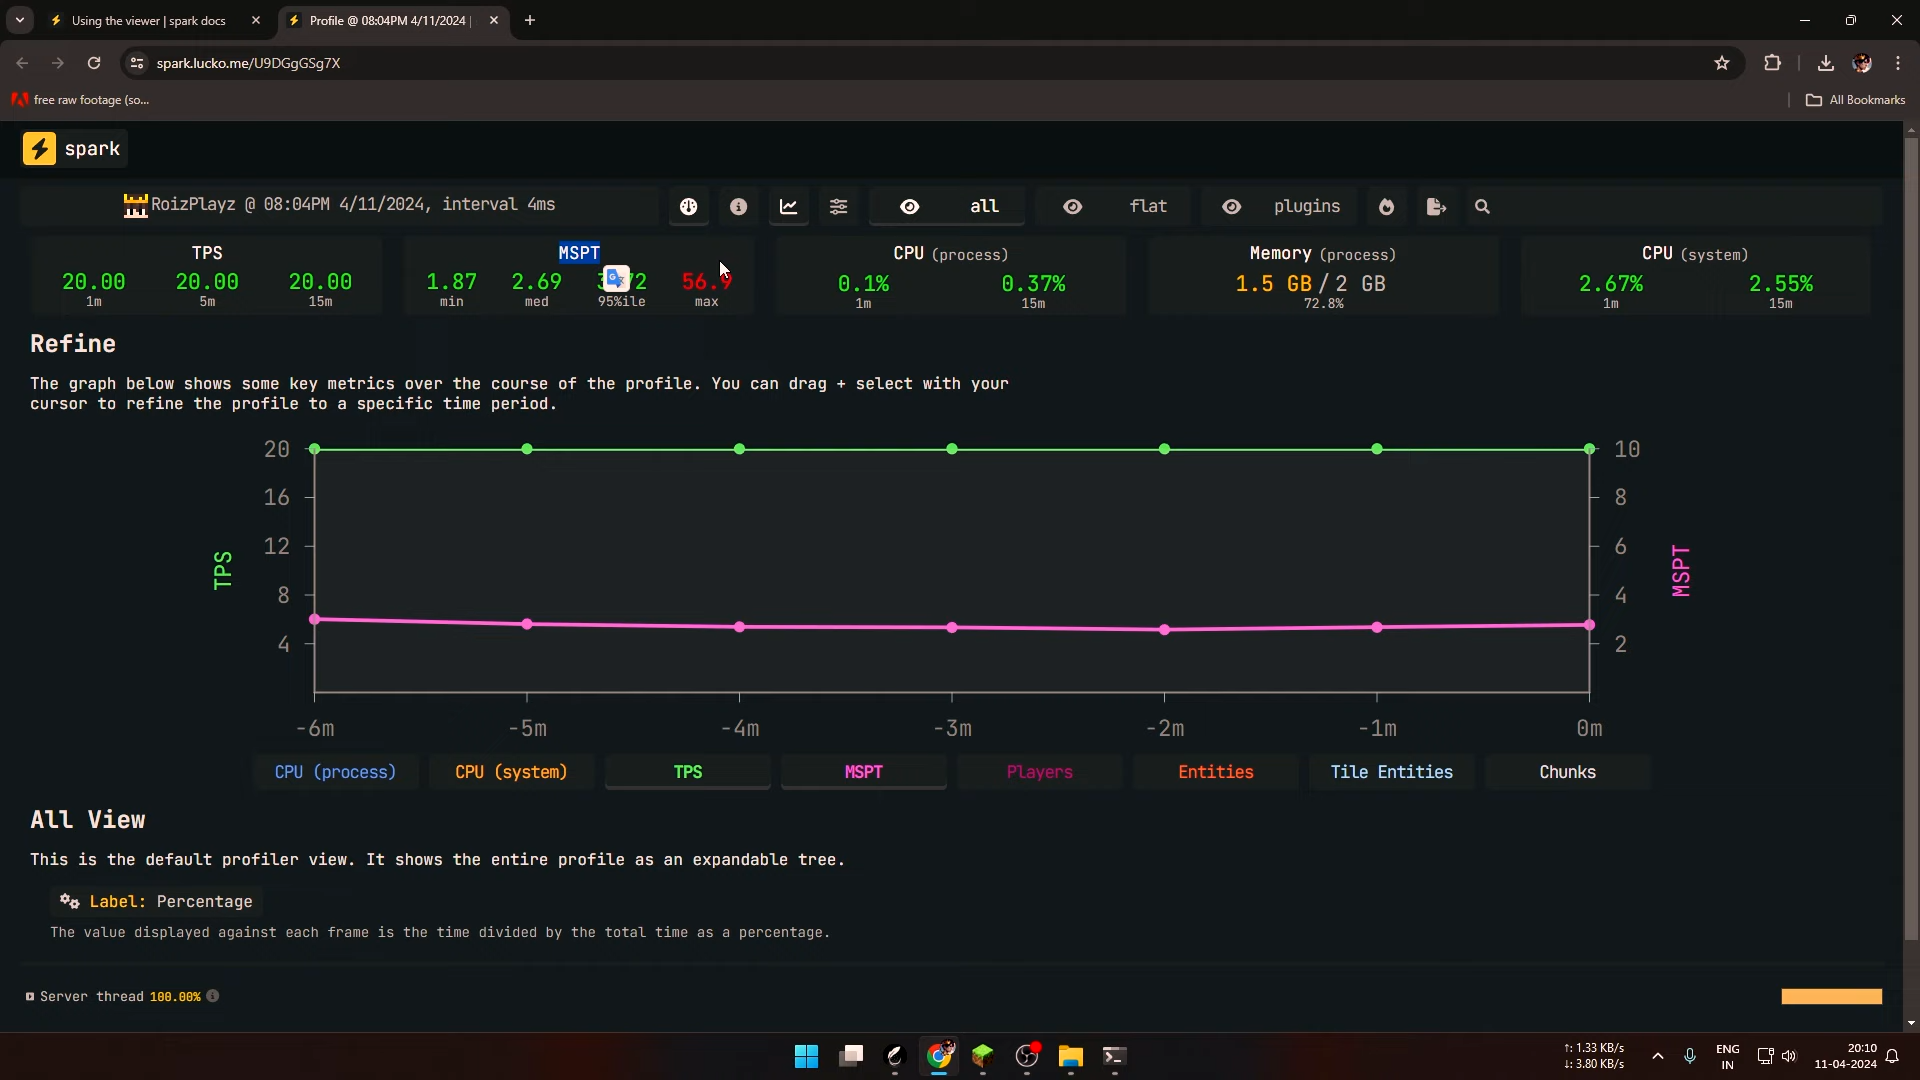 Using the viewer | spark docs
Profile @ 08:04PM 4/11/2024 |
spark.lucko.me/U9DGgGSg7X
free raw footage (so...
All Bookmarks
spark
RoizPlayz @ 08:04PM 4/11/2024, interval 4ms
all
flat
plugins
TPS
20.00 20.00 20.00
1m 5m 15m
MSPT
1.87 2.69 56.9
min med 95%ile max
CPU (process)
0.1% 0.37%
1m 15m
Memory (process)
1.5 GB / 2 GB
72.8%
CPU (system)
2.67% 2.55%
1m 15m
Refine
The graph below shows some key metrics over the course of the profile. You can drag + select with your
cursor to refine the profile to a specific time period.
20
16
12
8
4
TPS
10
8
6
4
2
MSPT
-6m -5m -4m -3m -2m -1m 0m
CPU (process) CPU (system) TPS MSPT Players Entities Tile Entities Chunks
All View
This is the default profiler view. It shows the entire profile as an expandable tree.
Label: Percentage
The value displayed against each frame is the time divided by the total time as a percentage.
Server thread 100.00%
↑: 1.33 KB/s
↓: 3.80 KB/s
ENG
IN
20:10
11-04-2024